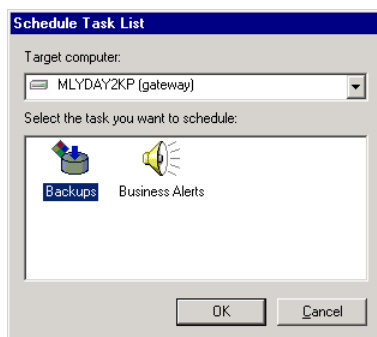 Schedule Task List
Target computer:
MLYDAY2KP (gateway)
Select the task you want to schedule:
Backups Business Alerts
OK Cancel